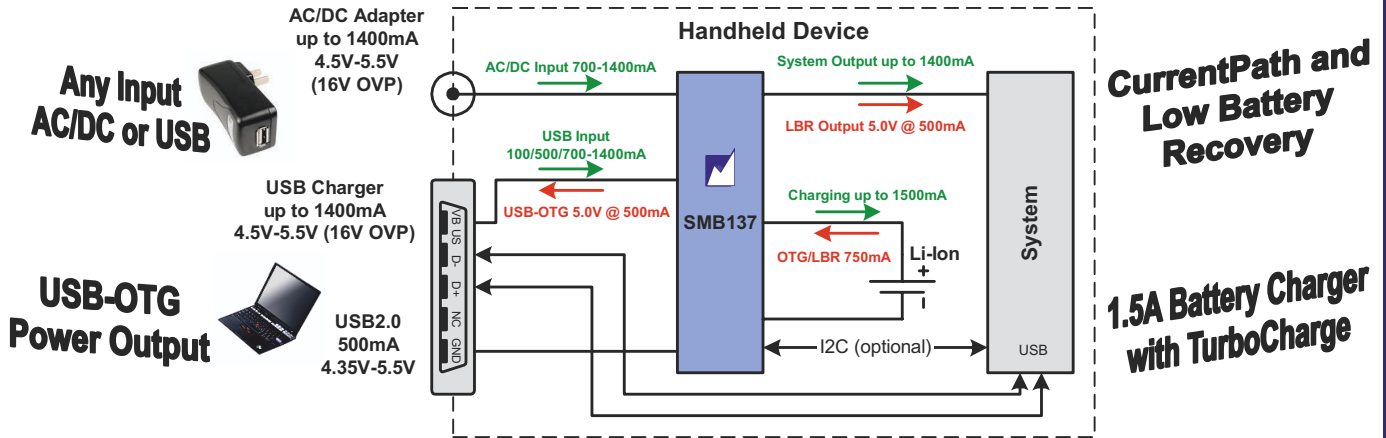 AC/DC Adapter
up to 1400mA
4.5V-5.5V
(16V OVP)
Handheld Device
Any Input
AC/DC or USB
AC/DC Input 700-1400mA
System Output up to 1400mA
LBR Output 5.0V @ 500mA
CurrentPath and
Low Battery
Recovery
USB Input
100/500/700-1400mA
USB-OTG 5.0V @ 500mA
USB Charger
up to 1400mA
4.5V-5.5V (16V OVP)
SMB137
Charging up to 1500mA
OTG/LBR 750mA
Li-Ion
+
–
System
VB US
D-
D+
NC
GND
USB-OTG
Power Output
USB2.0
500mA
4.35V-5.5V
I2C (optional)
USB
1.5A Battery Charger
with TurboCharge